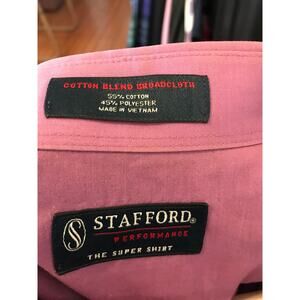 COTTON BLEND BROADCLOTH
55% COTTON
45% POLYESTER
MADE IN VIETNAM
S STAFFORD®
PERFORMANCE
THE SUPER SHIRT